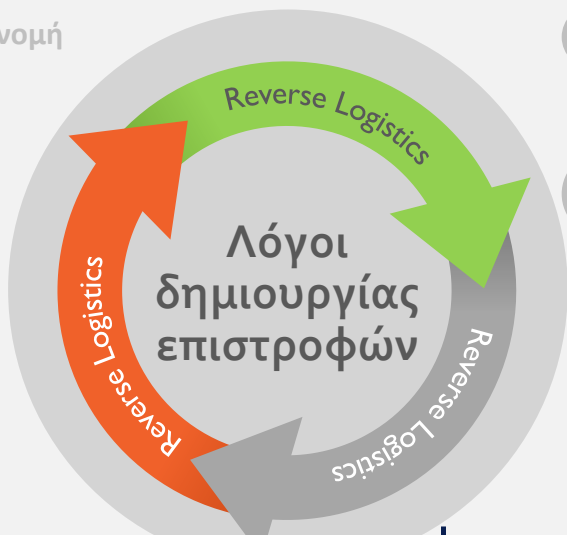 νομή
Reverse Logistics
Λόγοι
δημιουργίας
επιστροφών
Reverse Logistics
Reverse Logistics